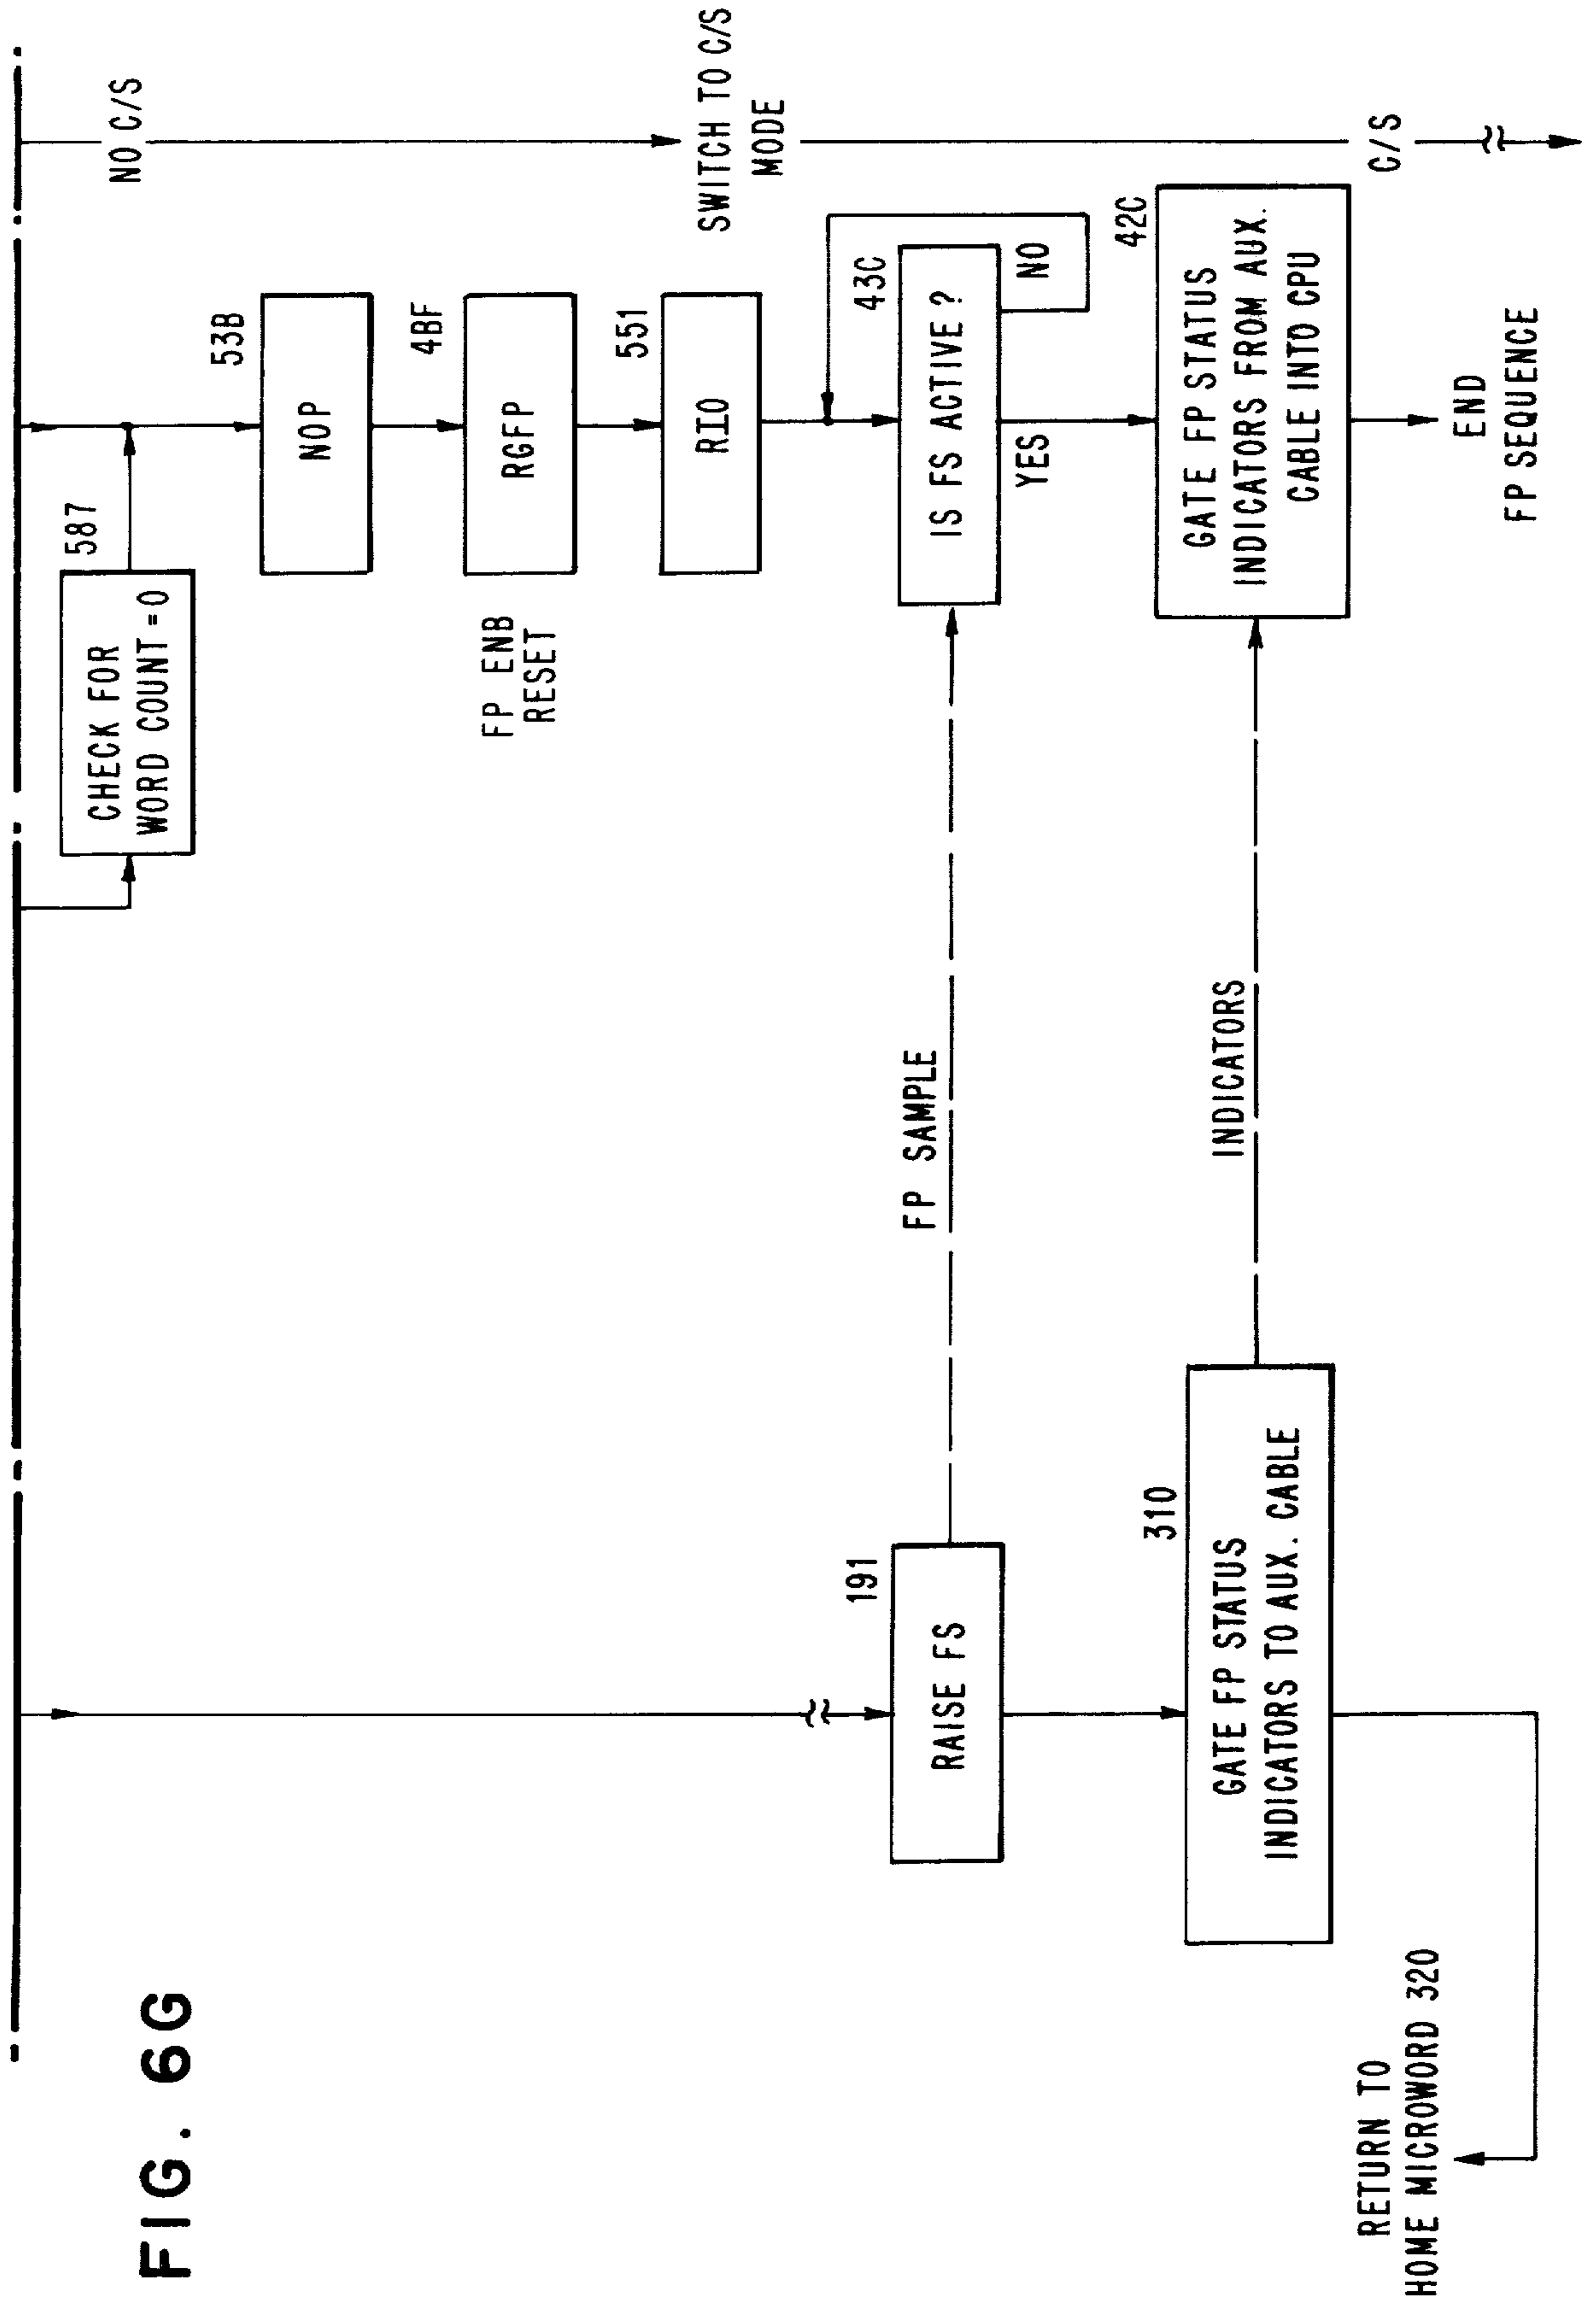 FIG. 6G
NO C/S
587
CHECK FOR
WORD COUNT = 0
53B
NOP
4BF
RGFP
FP ENB
RESET
551
RIO
SWITCH TO C/S
MODE
191
RAISE FS
FP SAMPLE
43C
IS FS ACTIVE ?
NO
YES
310
GATE FP STATUS
INDICATORS TO AUX. CABLE
INDICATORS
42C
GATE FP STATUS
INDICATORS FROM AUX.
CABLE INTO CPU
C/S
RETURN TO
HOME MICROWORD 320
END
FP SEQUENCE